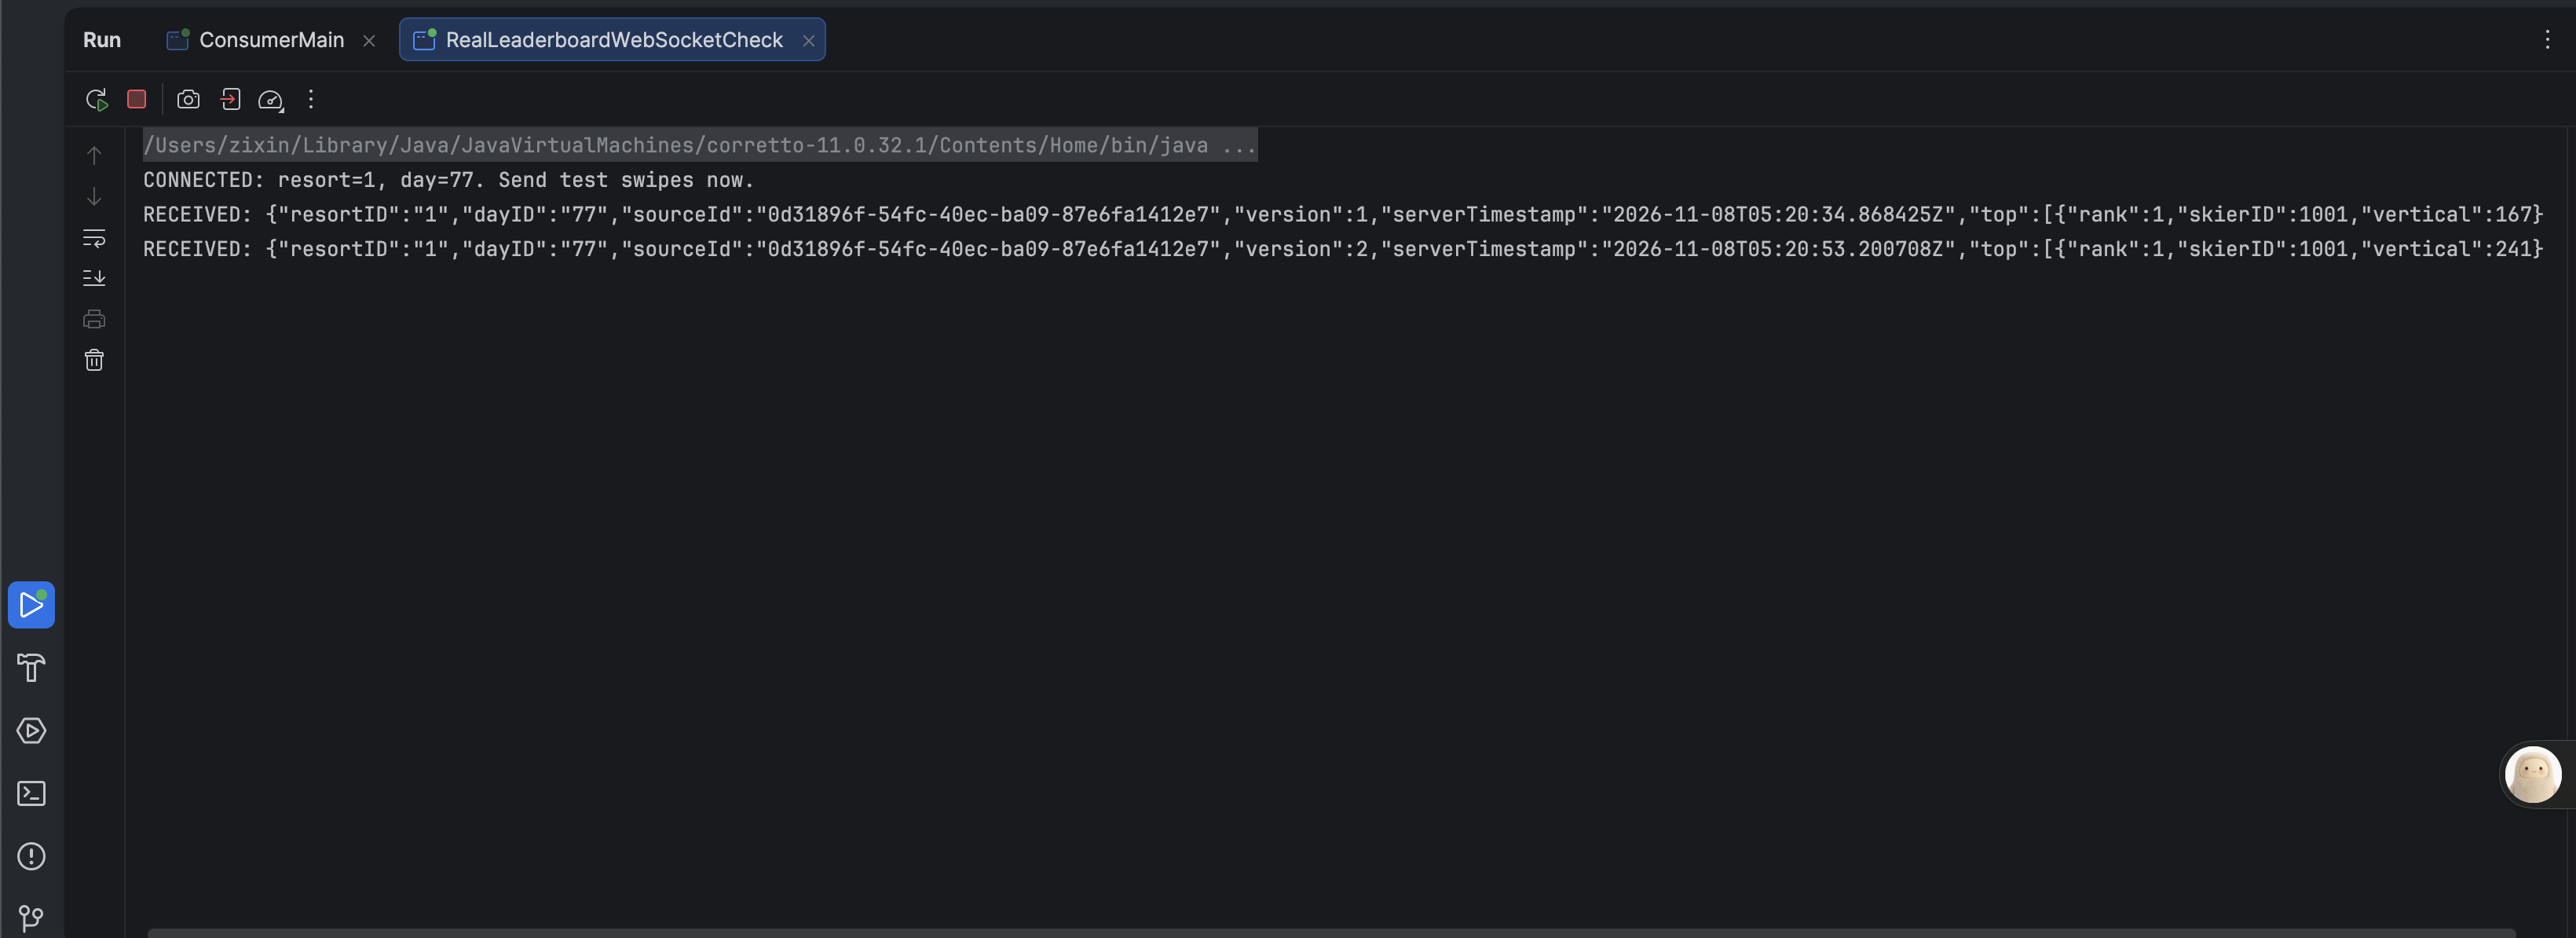 Run ConsumerMain RealLeaderboardWebSocketCheck
/Users/zixin/Library/Java/JavaVirtualMachines/corretto-11.0.32.1/Contents/Home/bin/java ...
CONNECTED: resort=1, day=77. Send test swipes now.
RECEIVED: {"resortID":"1","dayID":"77","sourceId":"0d31896f-54fc-40ec-ba09-87e6fa1412e7","version":1,"serverTimestamp":"2026-11-08T05:20:34.868425Z","top":[{"rank":1,"skierID":1001,"vertical":167}
RECEIVED: {"resortID":"1","dayID":"77","sourceId":"0d31896f-54fc-40ec-ba09-87e6fa1412e7","version":2,"serverTimestamp":"2026-11-08T05:20:53.200708Z","top":[{"rank":1,"skierID":1001,"vertical":241}